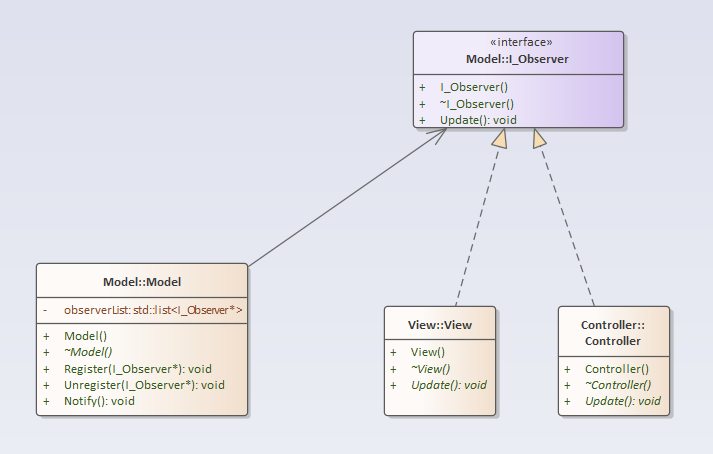 «interface»
Model::I_Observer
+ I_Observer()
+ ~I_Observer()
+ Update(): void
Model::Model
- observerList: std::list<I_Observer*>
+ Model()
+ ~Model()
+ Register(I_Observer*): void
+ Unregister(I_Observer*): void
+ Notify(): void
View::View
+ View()
+ ~View()
+ Update(): void
Controller::
Controller
+ Controller()
+ ~Controller()
+ Update(): void